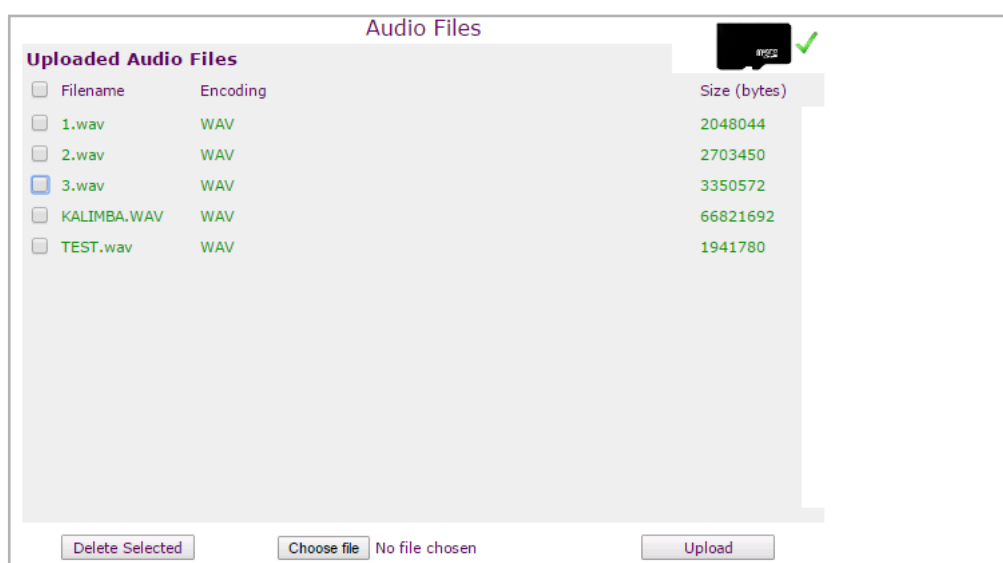 Audio Files
Uploaded Audio Files
Filename Encoding Size (bytes)
1.wav WAV 2048044
2.wav WAV 2703450
3.wav WAV 3350572
KALIMBA.WAV WAV 66821692
TEST.wav WAV 1941780
Delete Selected Choose file No file chosen Upload